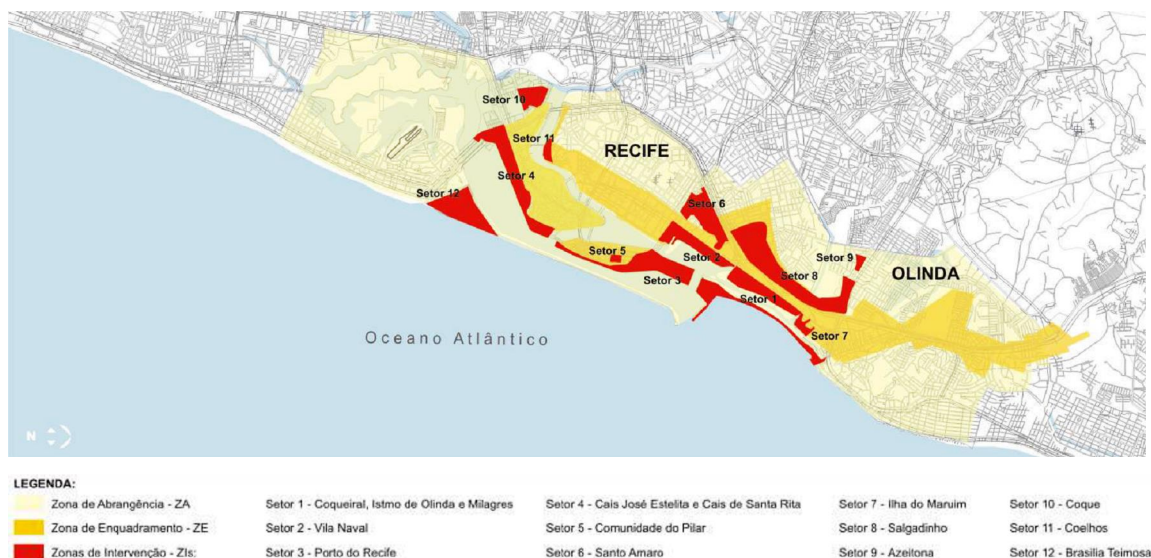 Setor 10
Setor 11
RECIFE
Setor 4
Setor 12
Setor 6
Setor 5
Setor 2
Setor 9
Setor 3
Setor 8
OLINDA
Setor 1
Setor 7
Oceano Atlântico
N
LEGENDA:
Zona de Abrangência - ZA
Setor 1 - Coqueiral, Istmo de Olinda e Milagres
Setor 4 - Cais José Estelita e Cais de Santa Rita
Setor 7 - Ilha do Maruim
Setor 10 - Coque
Zona de Enquadramento - ZE
Setor 2 - Vila Naval
Setor 5 - Comunidade do Pilar
Setor 8 - Salgadinho
Setor 11 - Coelhos
Zonas de Intervenção - ZIs:
Setor 3 - Porto do Recife
Setor 6 - Santo Amaro
Setor 9 - Azeitona
Setor 12 - Brasilia Teimosa